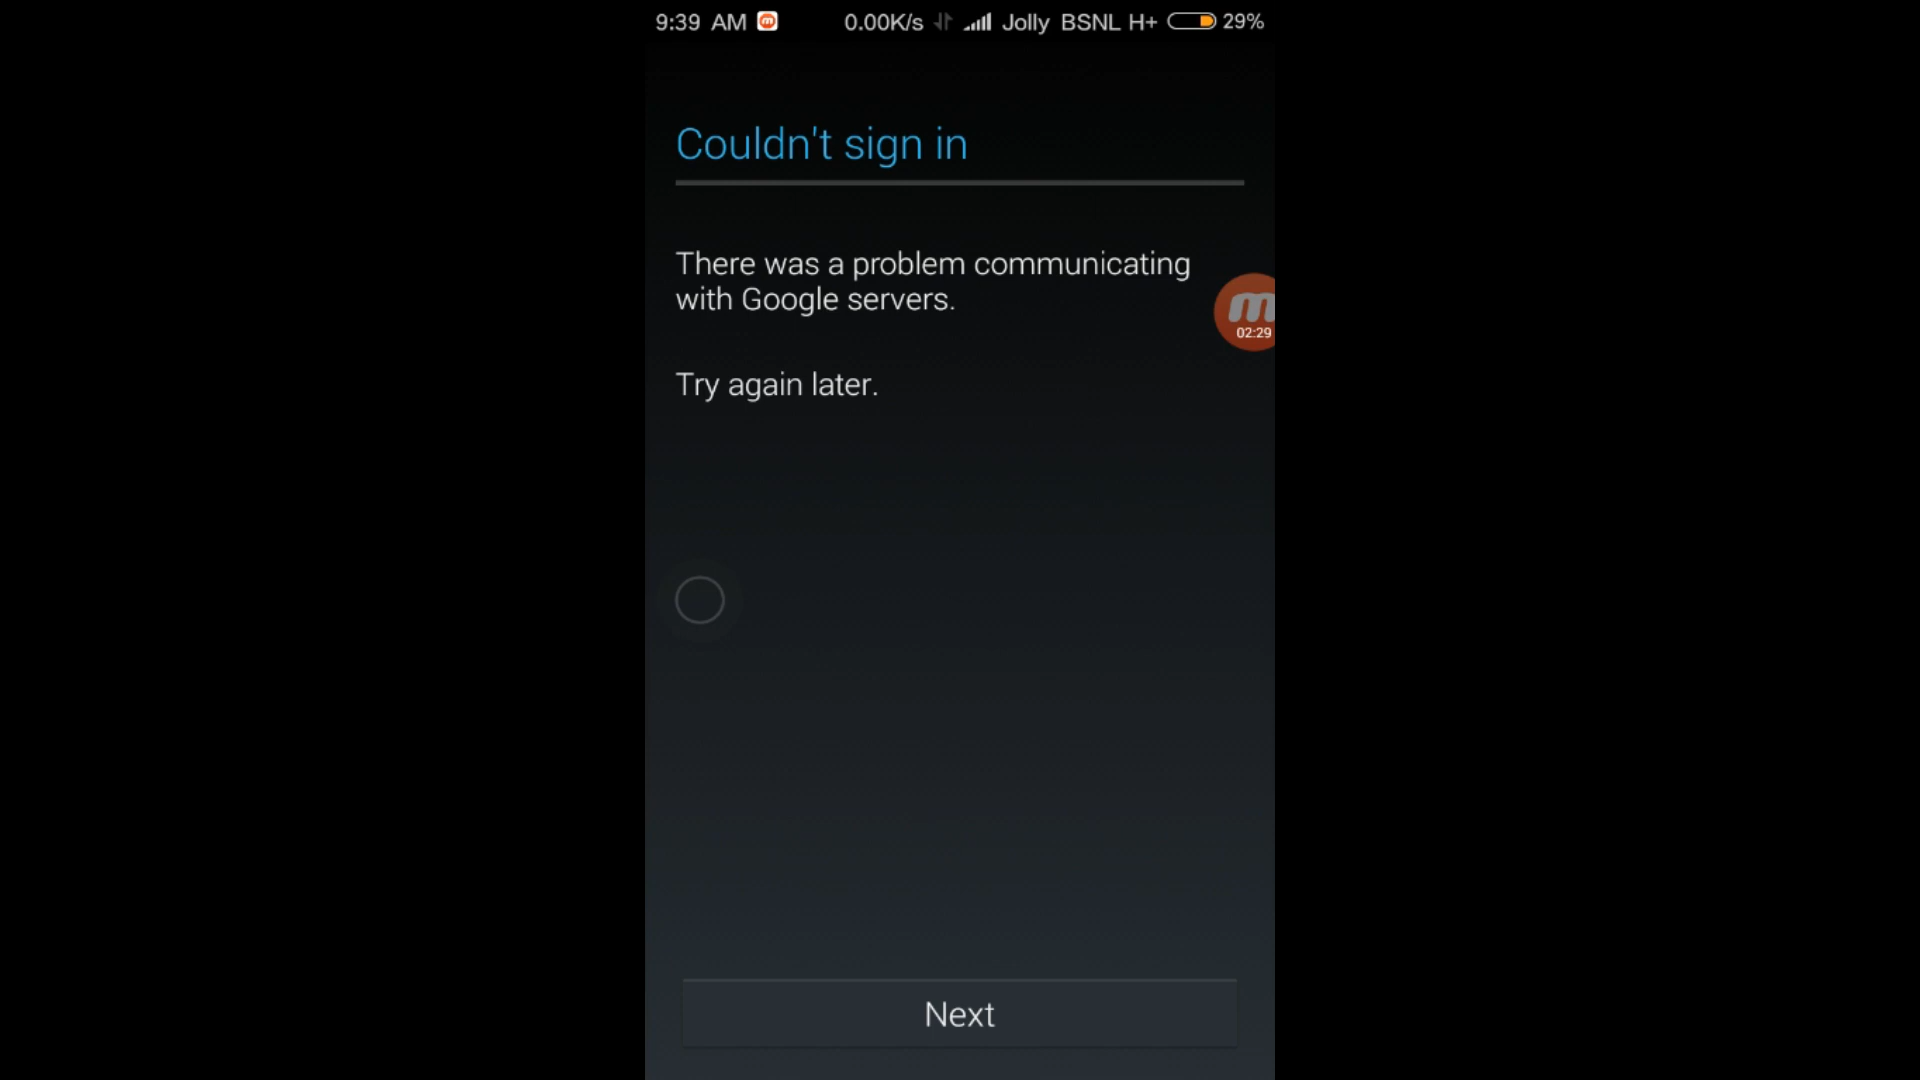 9:39 AM 0.00K/s Jolly BSNL H+ 29%
Couldn't sign in
There was a problem communicating
with Google servers.
m
02:29
Try again later.
Next